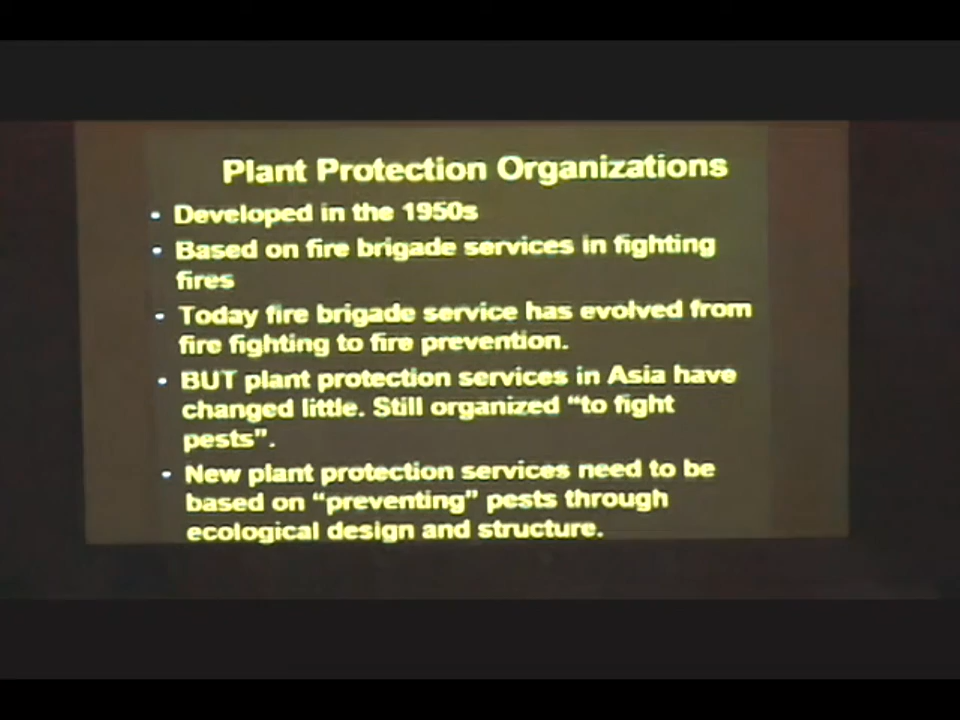 Plant Protection Organizations
• Developed in the 1950s
• Based on fire brigade services in fighting
fires
• Today fire brigade service has evolved from
fire fighting to fire prevention.
• BUT plant protection services in Asia have
changed little. Still organized “to fight
pests”.
• New plant protection services need to be
based on “preventing” pests through
ecological design and structure.